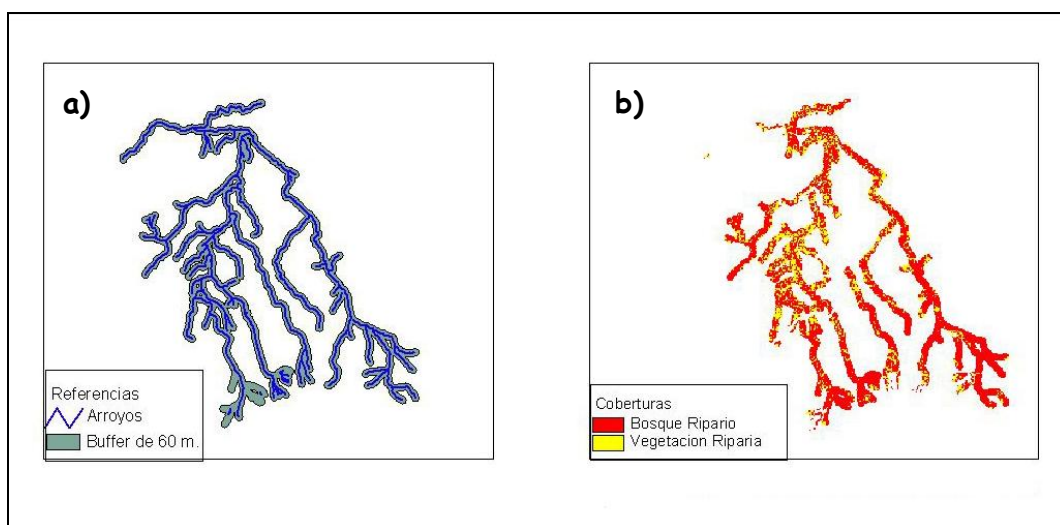 a)
Referencias
Arroyos
Buffer de 60 m.
b)
Coberturas
Bosque Ripario
Vegetacion Riparia